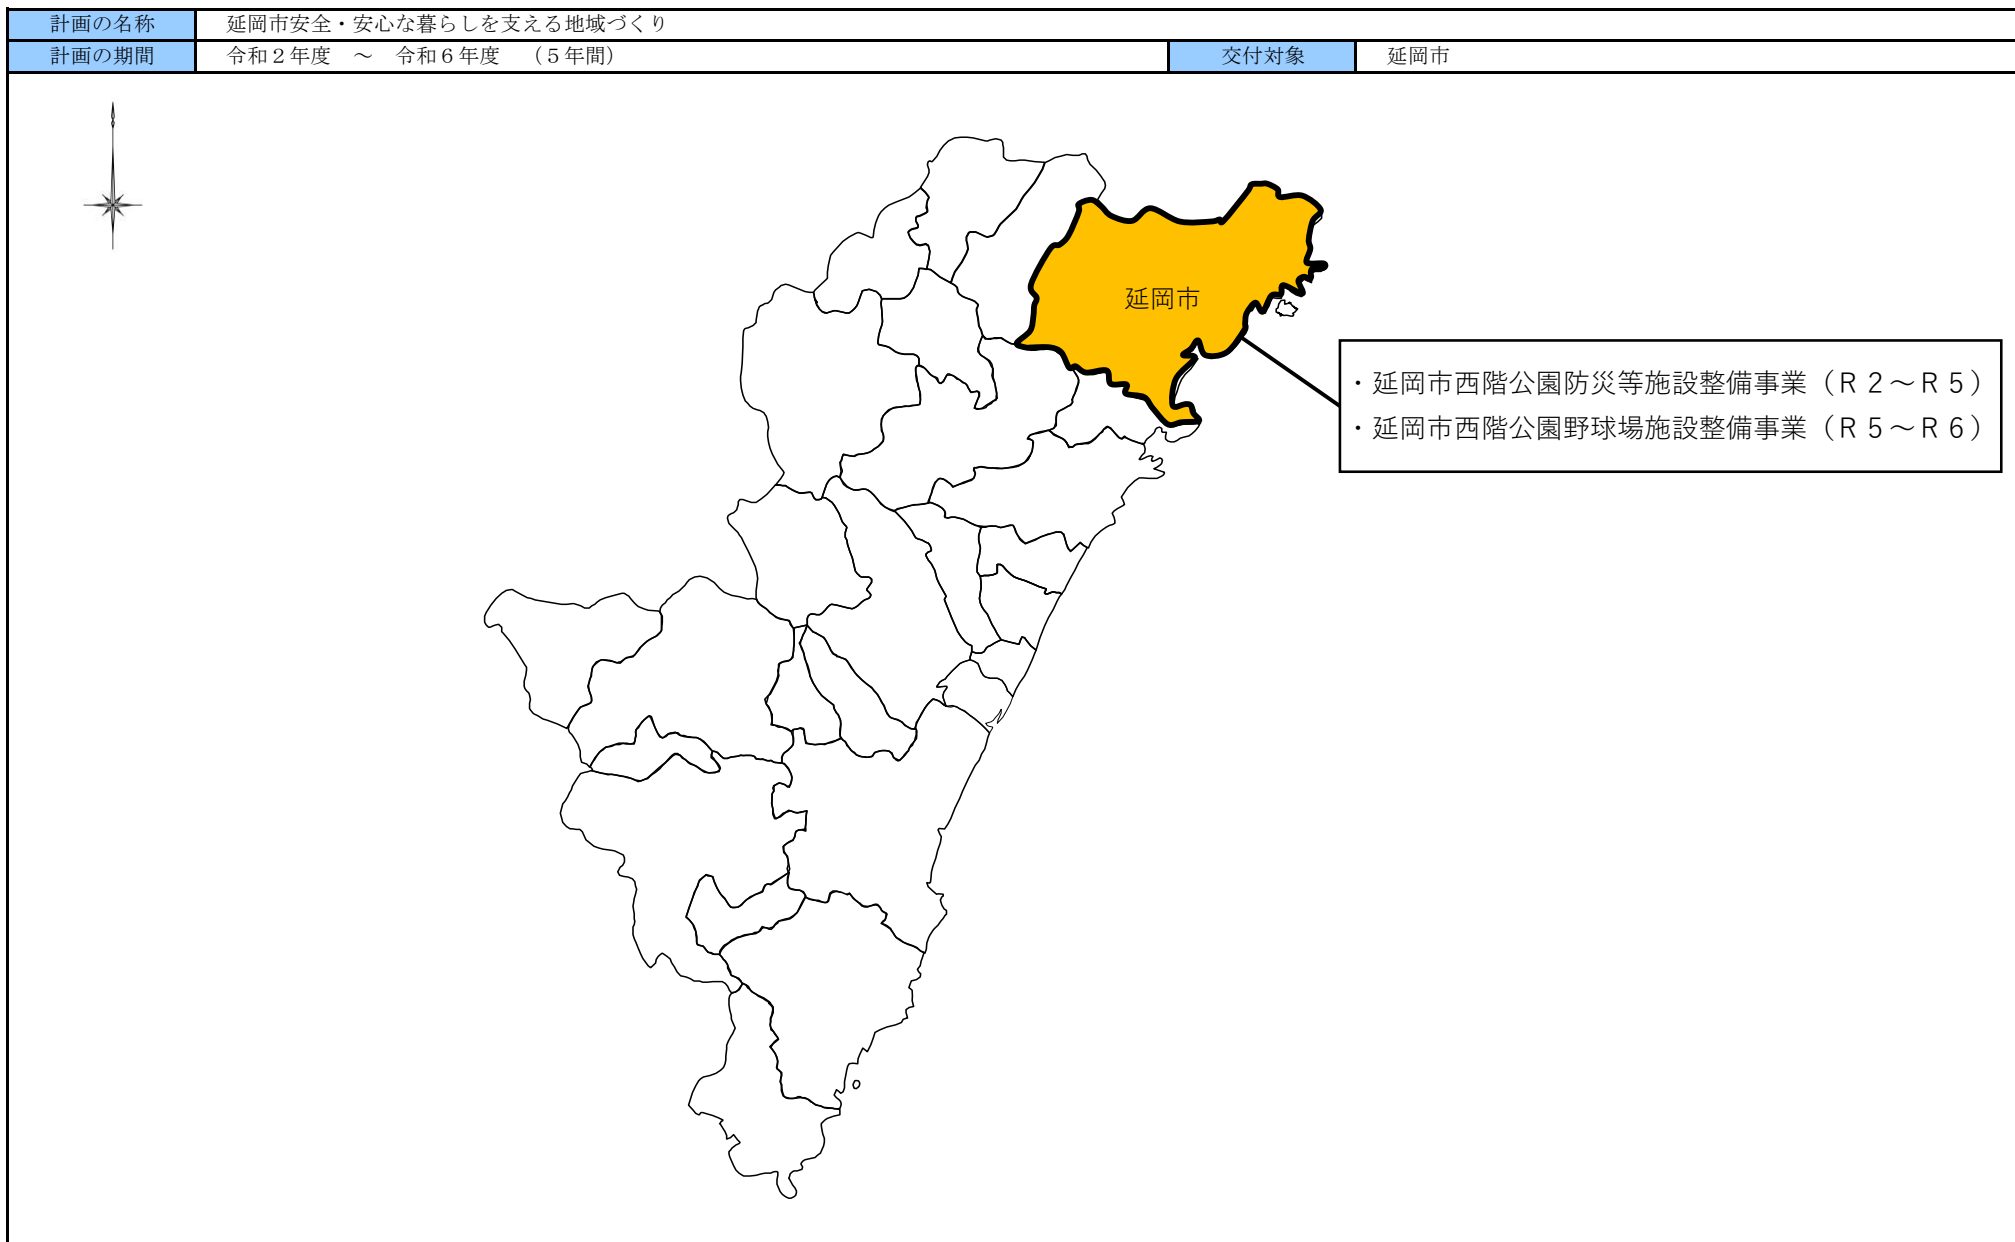 計画の名称 延岡市安全・安心な暮らしを支える地域づくり
計画の期間 令和２年度 ～ 令和６年度 （５年間） 交付対象 延岡市
延岡市
・延岡市西階公園防災等施設整備事業（Ｒ２～Ｒ５）
・延岡市西階公園野球場施設整備事業（Ｒ５～Ｒ６）